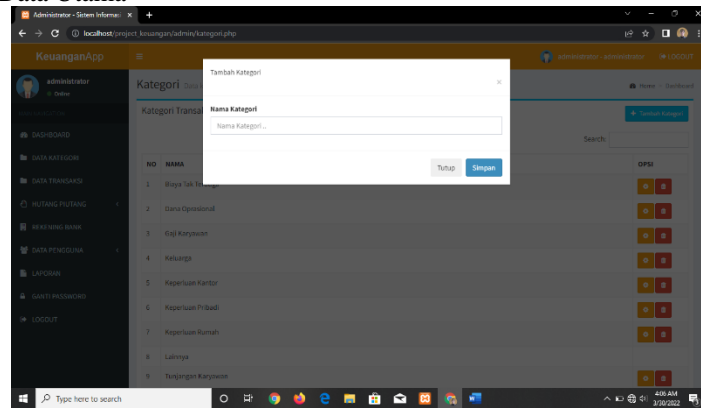 Data Utama
Administrator - Sistem Informasi
localhost/project_keuangan/admin/kategori.php
KeuanganApp
administrator - administrator
LOGOUT
administrator
Online
Kategori
Home
Dashboard
Kategori Transaksi
Tambah Kategori
Tambah Kategori
×
Nama Kategori
Nama Kategori...
Tutup
Simpan
DASHBOARD
DATA KATEGORI
DATA TRANSAKSI
HUTANG PIUTANG
REKENING BANK
DATA PENGGUNA
LAPORAN
GANTI PASSWORD
LOGOUT
Search:
NO NAMA OPSI
1
2 Dana Operasional
3 Gaji Karyawan
4 Keluarga
5 Keperluan Kantor
6 Keperluan Pribadi
7 Keperluan Rumah
8 Lainnya
9 Tunjangan Karyawan
Type here to search
4:06 AM
3/30/2022